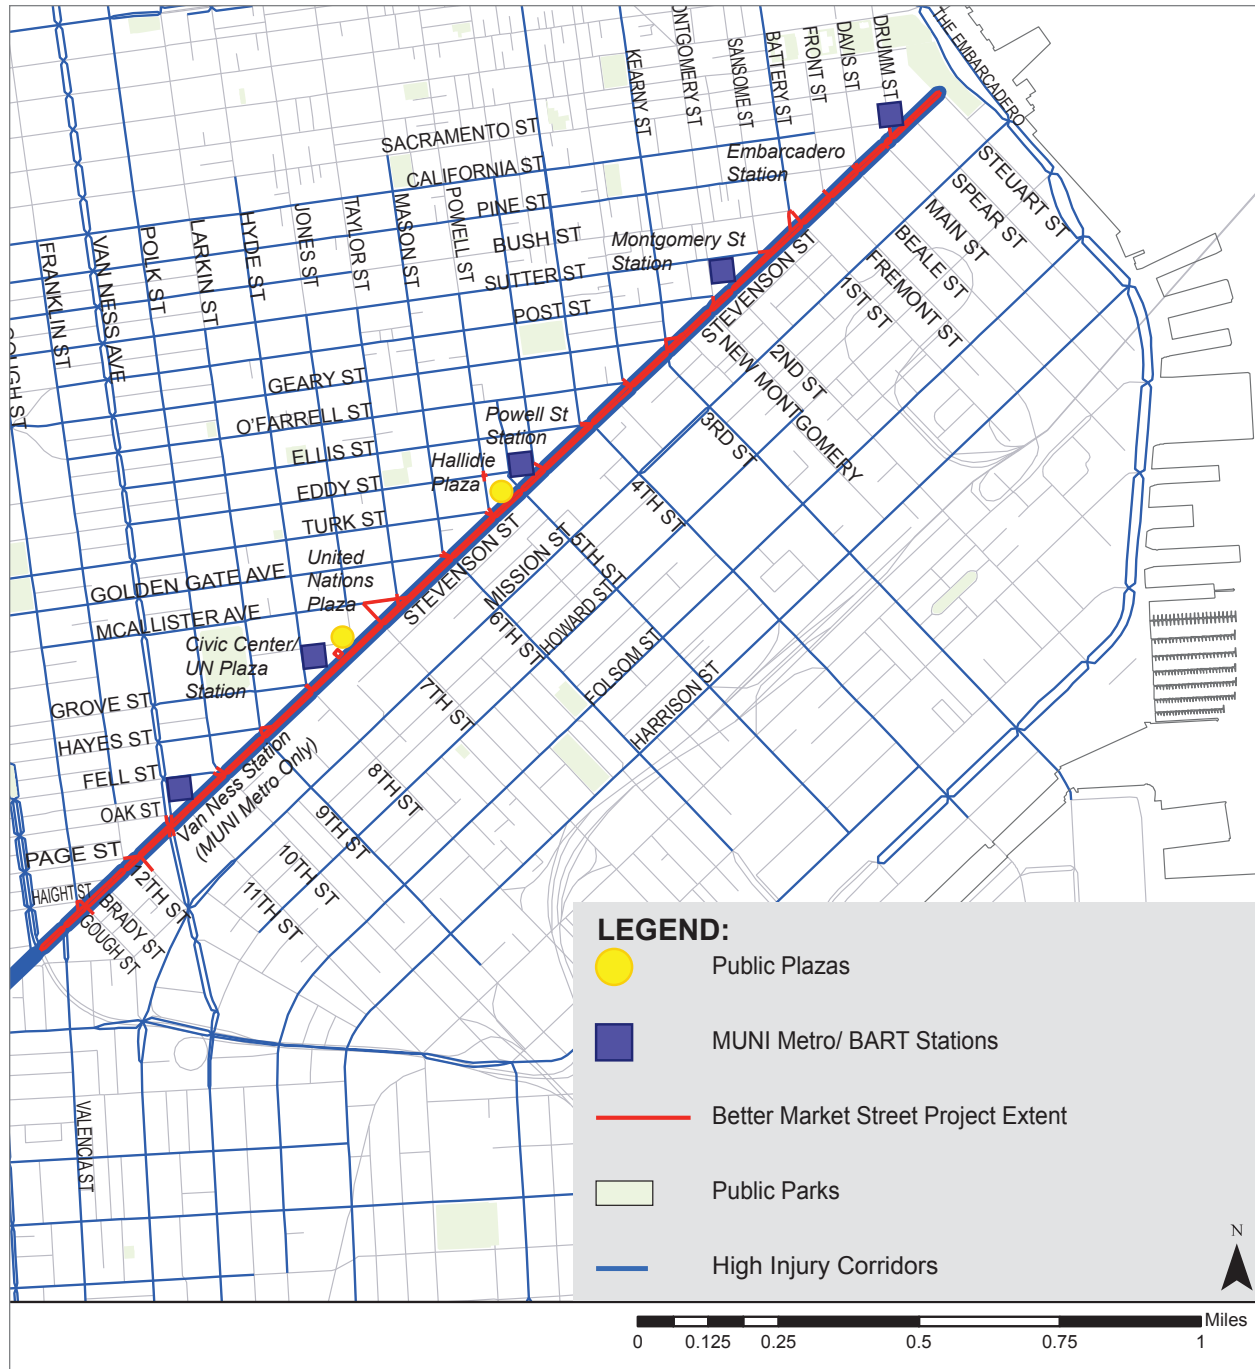 THE EMBARCADERO
DRUMM ST
DAVIS ST
FRONT ST
BATTERY ST
SANSOME ST
ONTGOMERY ST
KEARNY ST
SACRAMENTO ST
CALIFORNIA ST
PINE ST
BUSH ST
SUTTER ST
POST ST
Embarcadero
Station
Montgomery St
Station
STEUART ST
SPEAR ST
MAIN ST
BEALE ST
FREMONT ST
1ST ST
STEVENSON ST
2ND ST
NEW MONTGOMERY
3RD ST
4TH ST
5TH ST
6TH ST
7TH ST
8TH ST
9TH ST
10TH ST
11TH ST
12TH ST
BRADY ST
GOUGH ST
POWELL ST
MASON ST
TAYLOR ST
JONES ST
HYDE ST
LARKIN ST
POLK ST
VAN NESS AVE
FRANKLIN ST
OUGH ST
GEARY ST
O'FARRELL ST
ELLIS ST
EDDY ST
TURK ST
GOLDEN GATE AVE
MCALLISTER AVE
GROVE ST
HAYES ST
FELL ST
OAK ST
PAGE ST
HAIGHT ST
Powell St
Station
Hallidie
Plaza
United
Nations
Plaza
Civic Center/
UN Plaza
Station
Van Ness Station
(MUNI Metro Only)
STEVENSON ST
MISSION ST
HOWARD ST
FOLSOM ST
HARRISON ST
VALENCIA ST
LEGEND:
Public Plazas
MUNI Metro/ BART Stations
Better Market Street Project Extent
Public Parks
High Injury Corridors
N
Miles
0 0.125 0.25 0.5 0.75 1